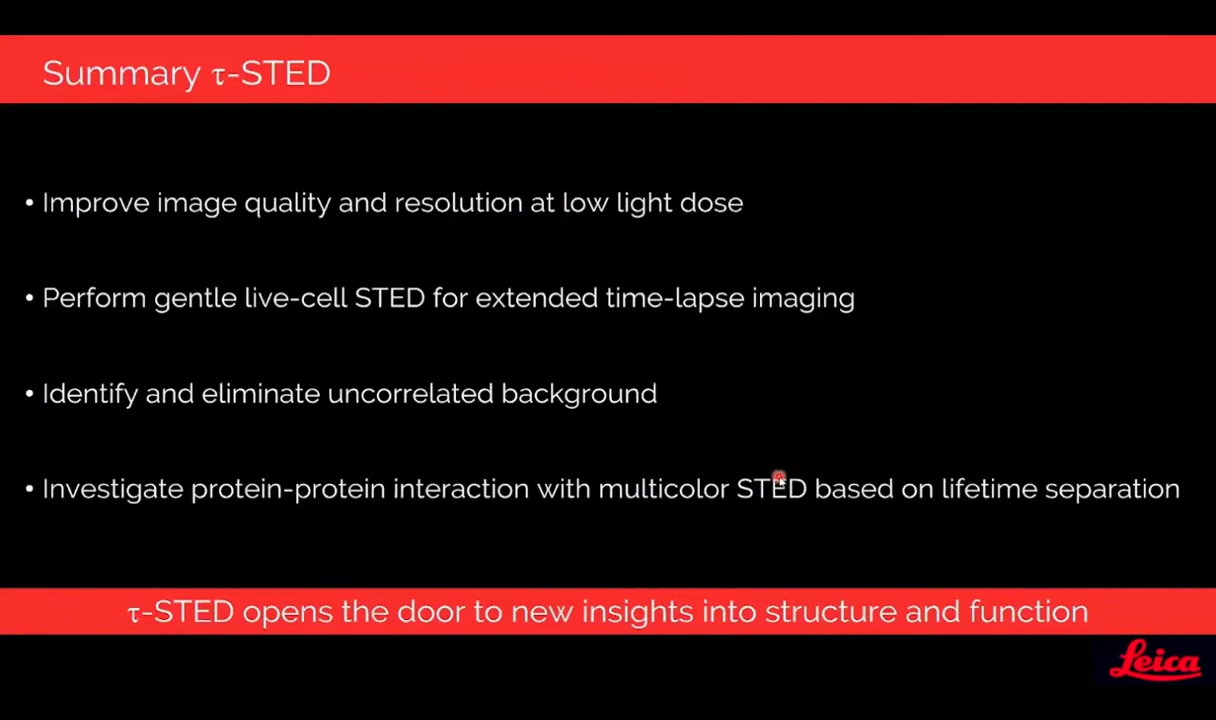 Summary τ-STED
• Improve image quality and resolution at low light dose
• Perform gentle live-cell STED for extended time-lapse imaging
• Identify and eliminate uncorrelated background
• Investigate protein-protein interaction with multicolor STED based on lifetime separation
τ-STED opens the door to new insights into structure and function
Leica